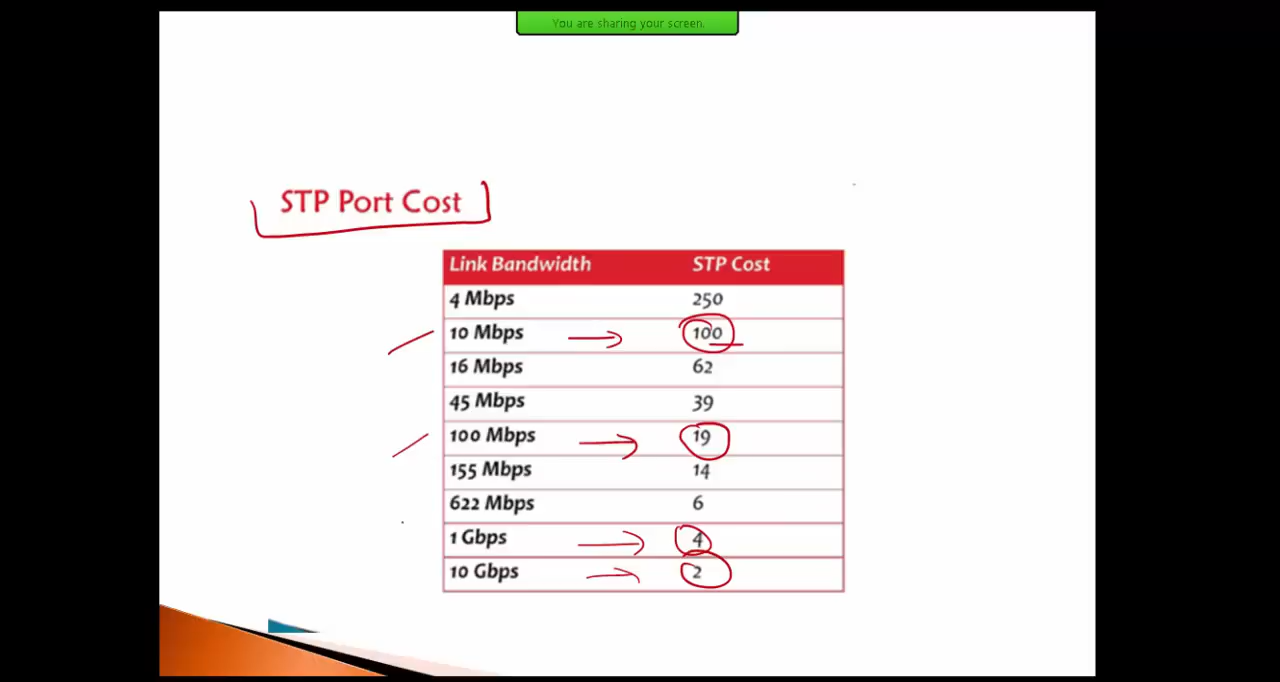 You are sharing your screen.
STP Port Cost
Link Bandwidth STP Cost
4 Mbps 250
10 Mbps 100
16 Mbps 62
45 Mbps 39
100 Mbps 19
155 Mbps 14
622 Mbps 6
1 Gbps 4
10 Gbps 2